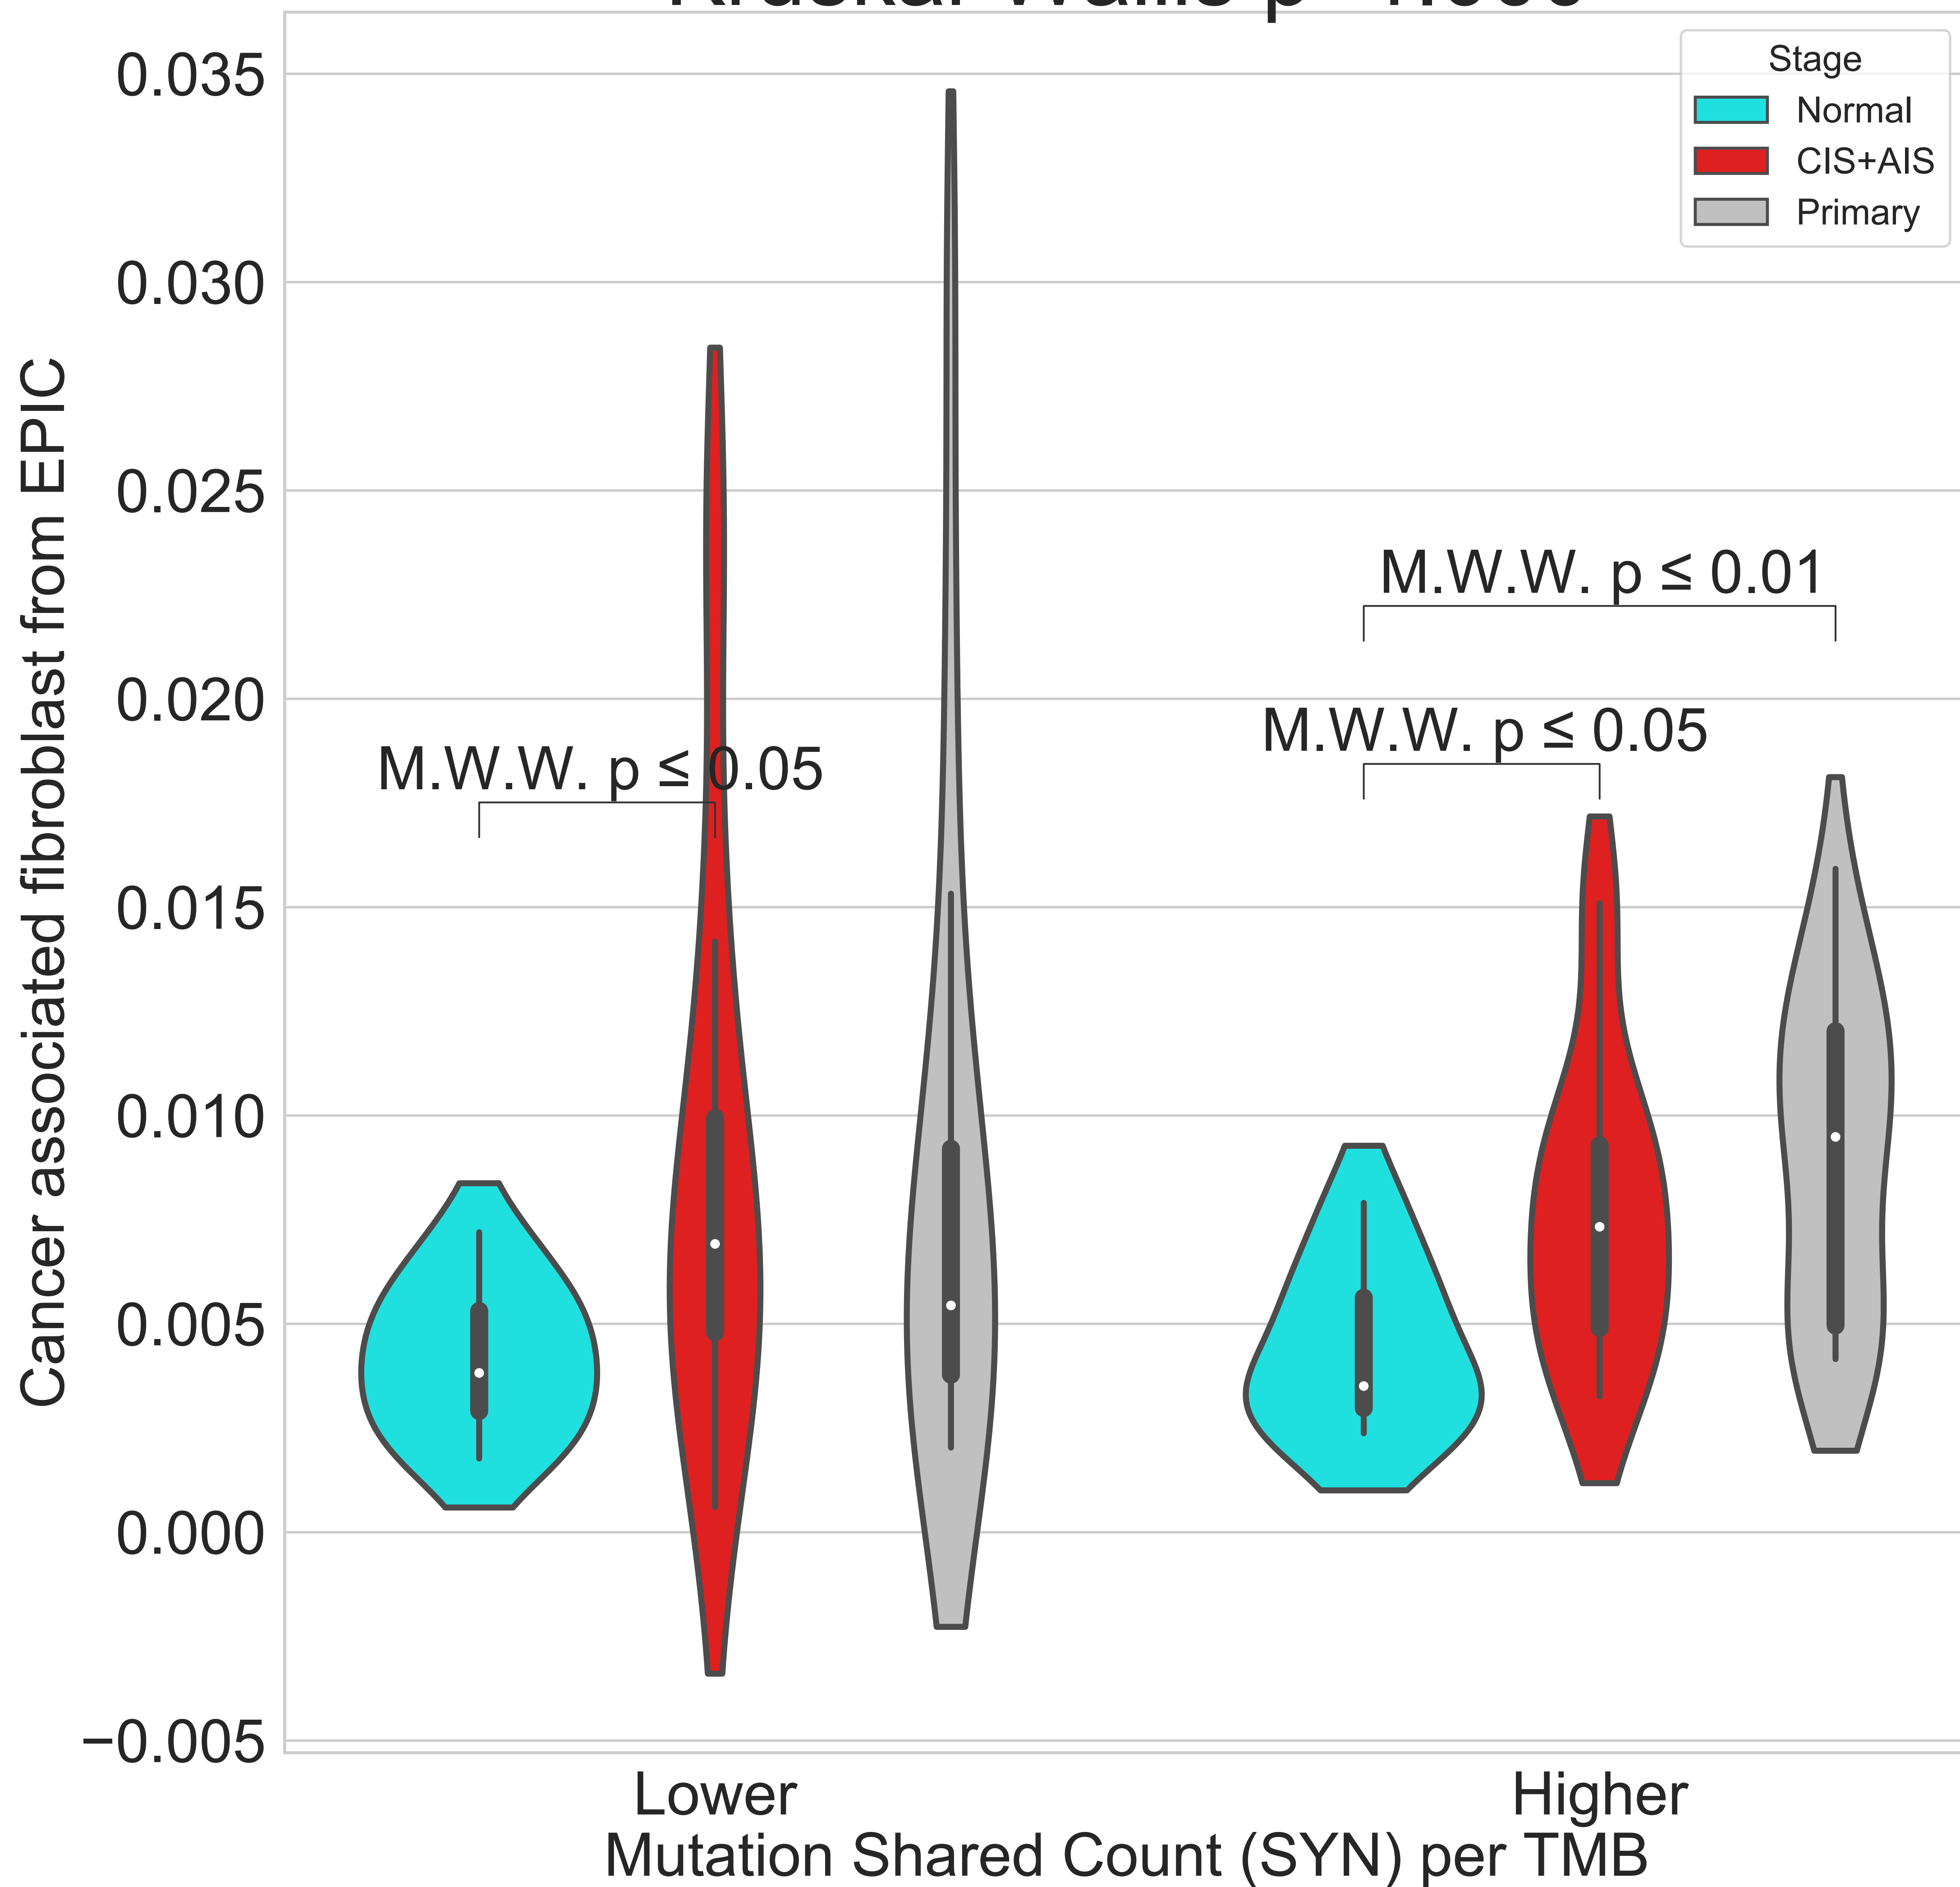 Stage
Normal
CIS+AIS
Primary
0.035
0.030
0.025
0.020
0.015
0.010
0.005
0.000
−0.005
Cancer associated fibroblast from EPIC
M.W.W. p ≤ 0.01
M.W.W. p ≤ 0.05
M.W.W. p ≤ 0.05
Lower
Higher
Mutation Shared Count (SYN) per TMB